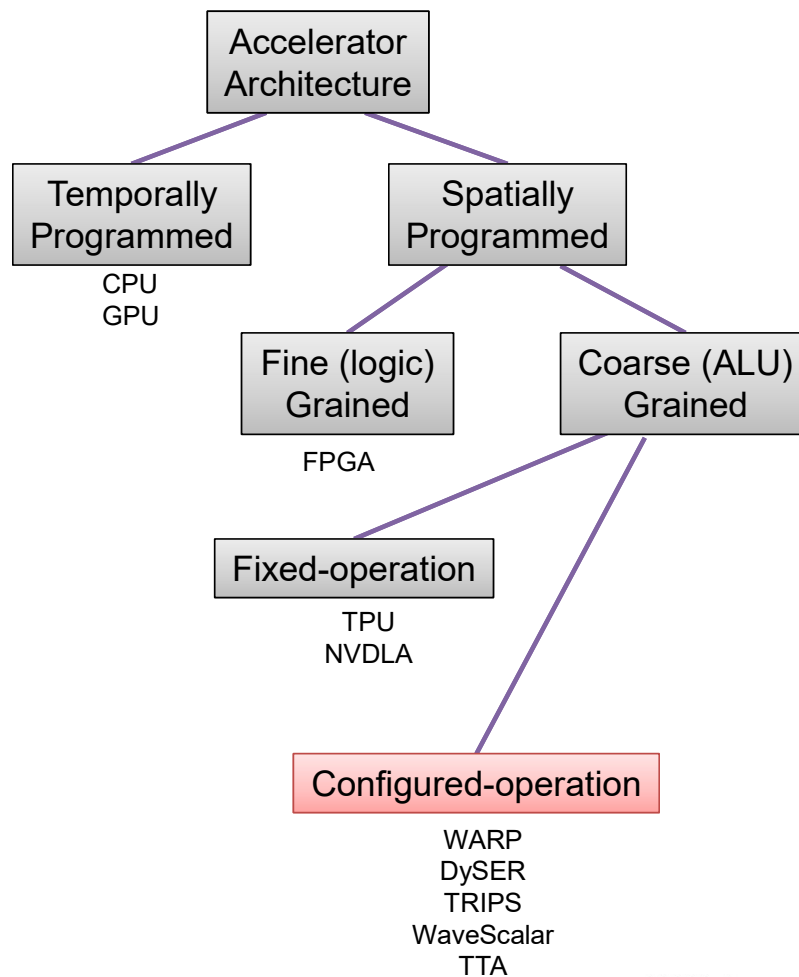 Accelerator
Architecture
Temporally
Programmed
Spatially
Programmed
CPU
GPU
Fine (logic)
Grained
Coarse (ALU)
Grained
FPGA
Fixed-operation
TPU
NVDLA
Configured-operation
WARP
DySER
TRIPS
WaveScalar
TTA